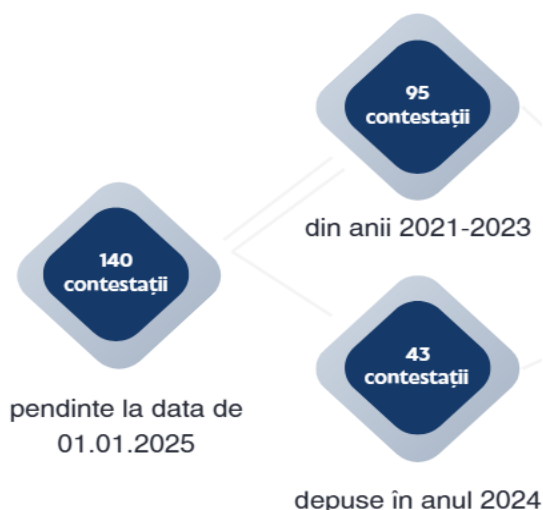 95
contestații
din anii 2021-2023
140
contestații
pendinte la data de
01.01.2025
43
contestații
depuse în anul 2024